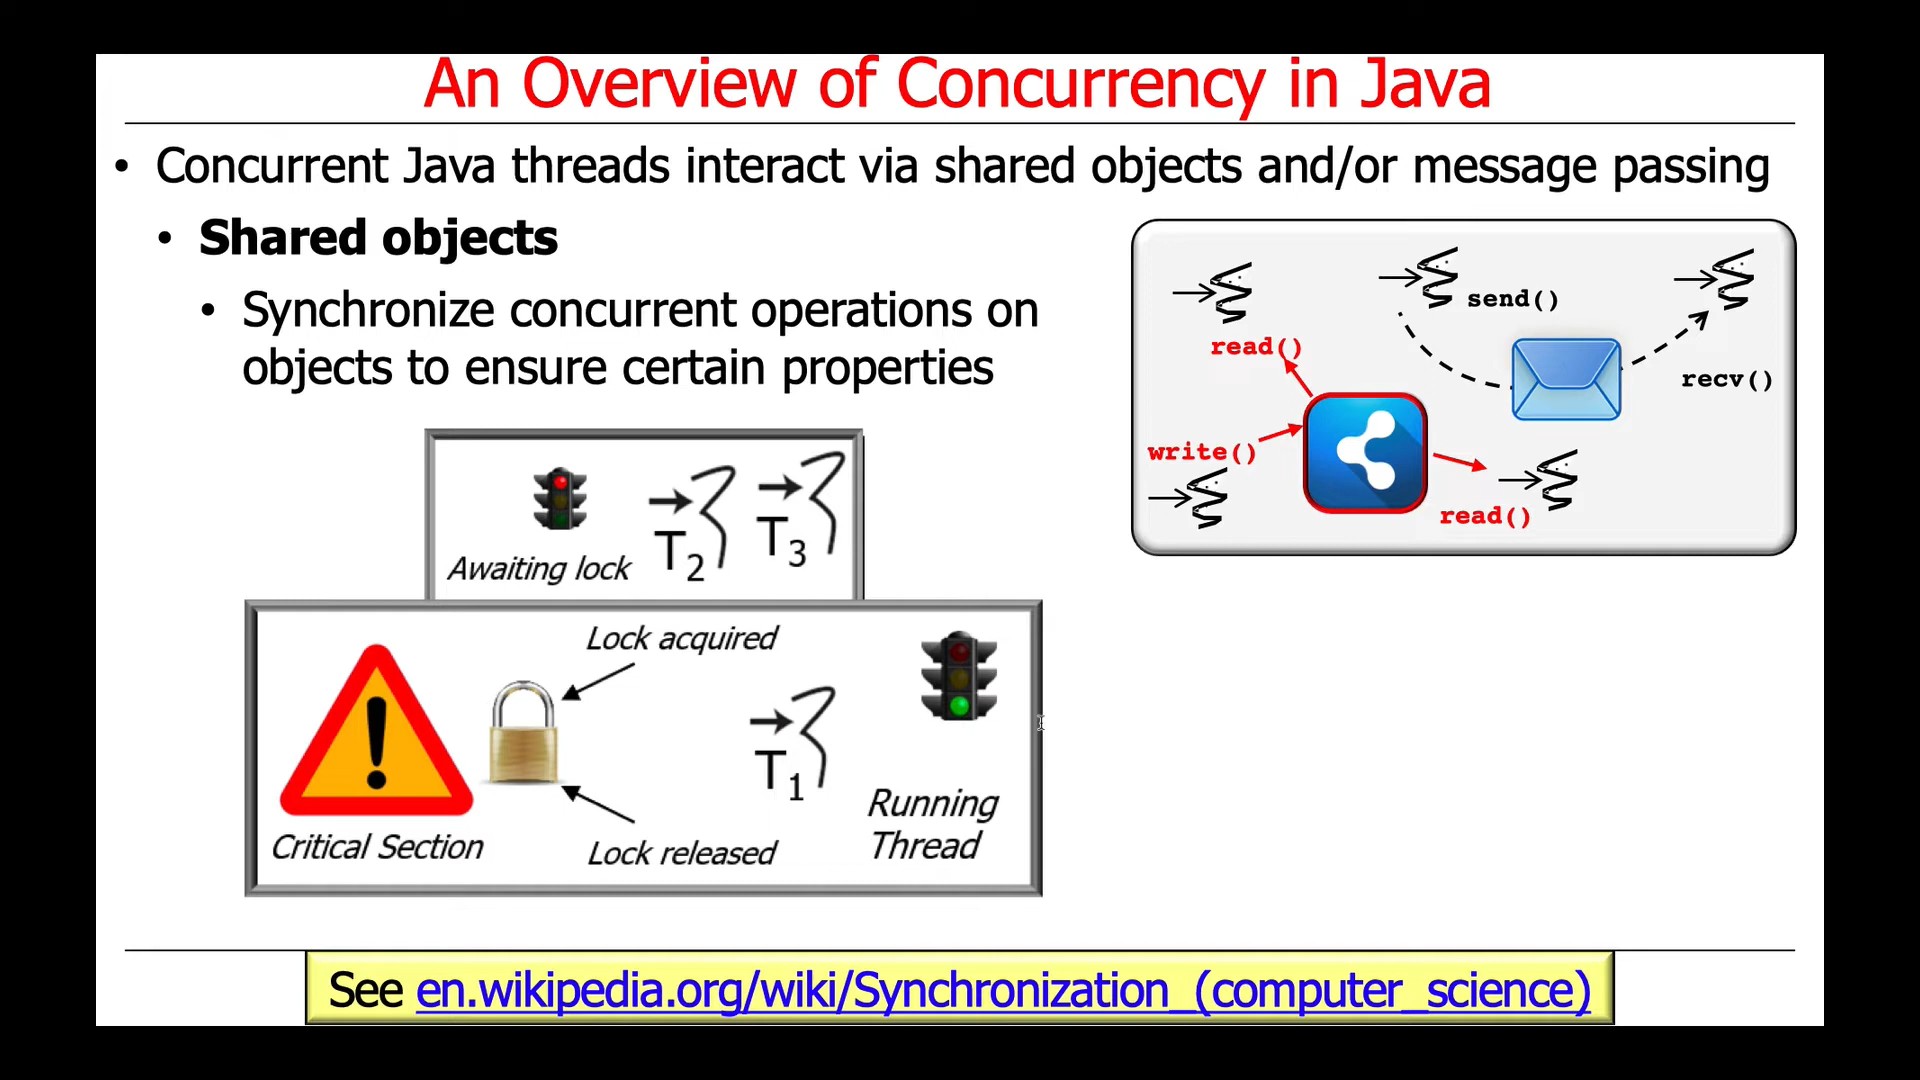 An Overview of Concurrency in Java
• Concurrent Java threads interact via shared objects and/or message passing
• Shared objects
• Synchronize concurrent operations on
objects to ensure certain properties
send()
read()
recv()
write()
read()
Awaiting lock
T2
T3
Lock acquired
T1
Running
Thread
Critical Section
Lock released
See en.wikipedia.org/wiki/Synchronization_(computer_science)